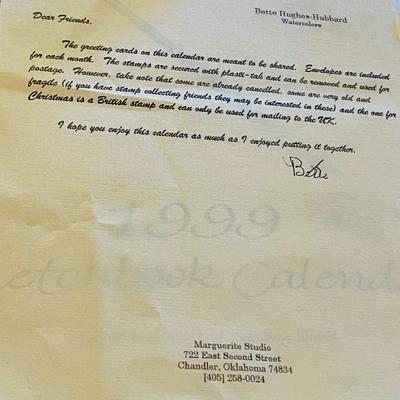 Bette Hughes-Hubbard
Watercolors
Dear Friends,
The greeting cards on this calendar are meant to be shared. Envelopes are included
for each month. The stamps are secured with plasti-tak and can be removed and used for
postage. However, take note that some are already cancelled, some are very old and
fragile (if you have stamp collecting friends they may be interested in these) and the one for
Christmas is a British stamp and can only be used for mailing to the UK.
I hope you enjoy this calendar as much as I enjoyed putting it together.
Bette
1999
etchbook Calend
Marguerite Studio
722 East Second Street
Chandler, Oklahoma 74834
[405] 258-0024